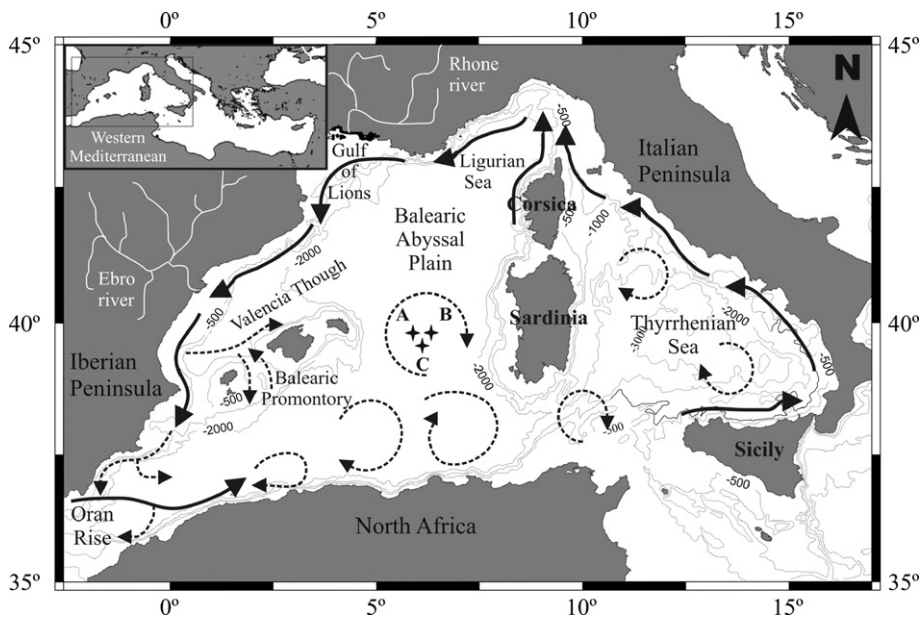 0º
5º
10º
15º
45º
45º
Western
Mediterranean
Rhone
river
N
-500
Gulf
of
Lions
Ligurian
Sea
Italian
Peninsula
Corsica
-500
-1000
Balearic
Abyssal
Plain
-2000
Ebro
river
-500
Valencia Though
40º
40º
A
B
C
Sardinia
-2000
Thyrrhenian
Sea
-3000
Iberian
Peninsula
-500
Balearic
Promontory
-2000
-500
-2000
-500
Sicily
-500
Oran
Rise
North Africa
35º
35º
0º
5º
10º
15º